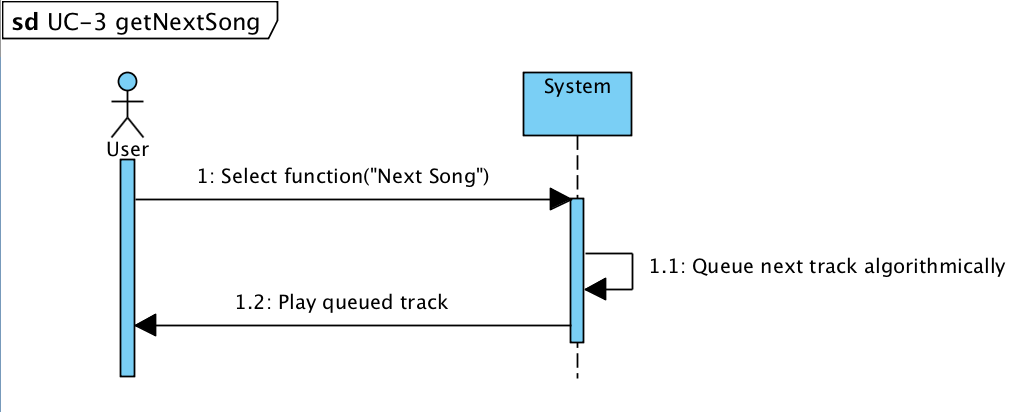 sd UC-3 getNextSong
System
User
1: Select function("Next Song")
1.1: Queue next track algorithmically
1.2: Play queued track